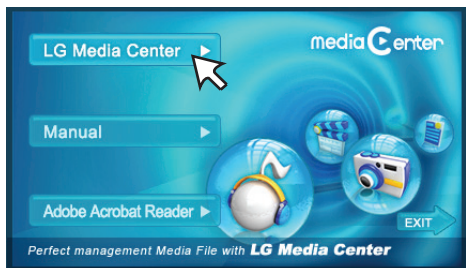 LG Media Center
media Center
Manual
Adobe Acrobat Reader
EXIT
Perfect management Media File with LG Media Center